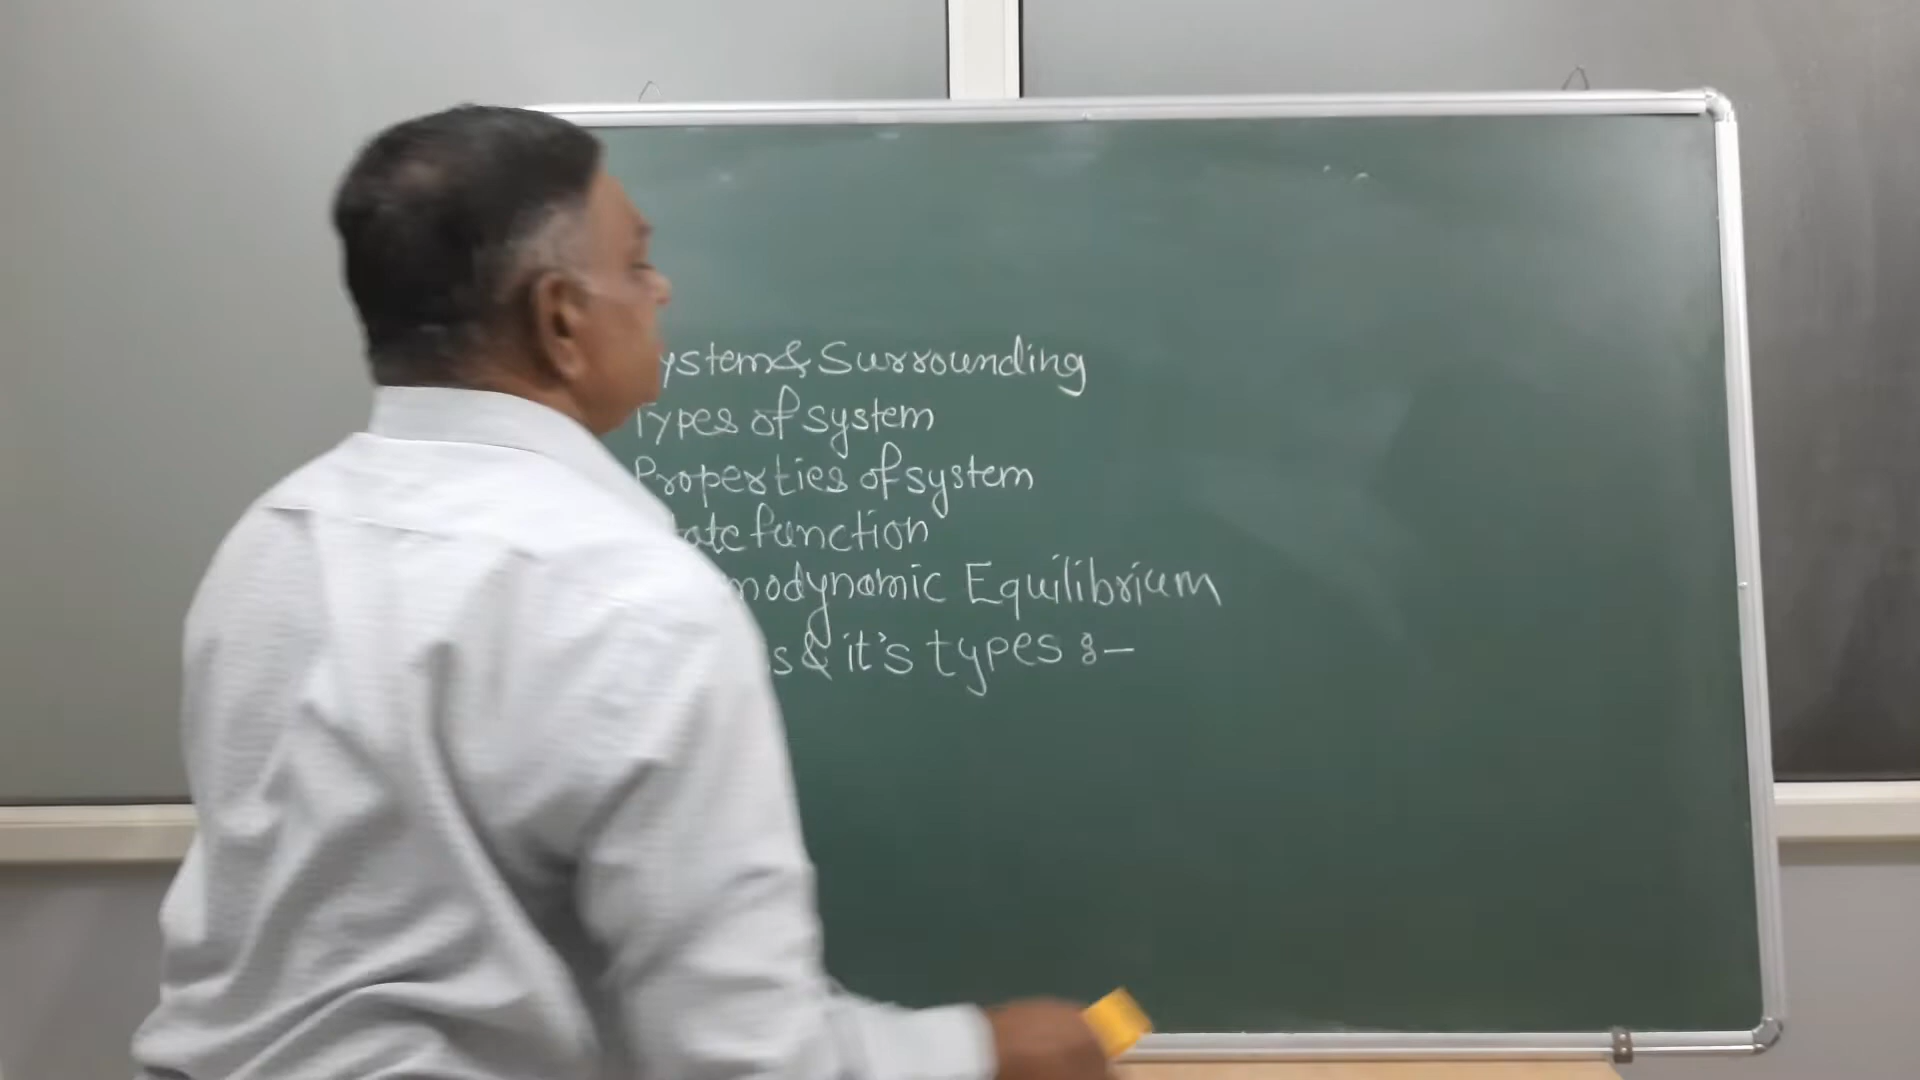 ystem & Surrounding
Types of system
Properties of system
ate function
modynamic Equilibrium
s & it's types :-